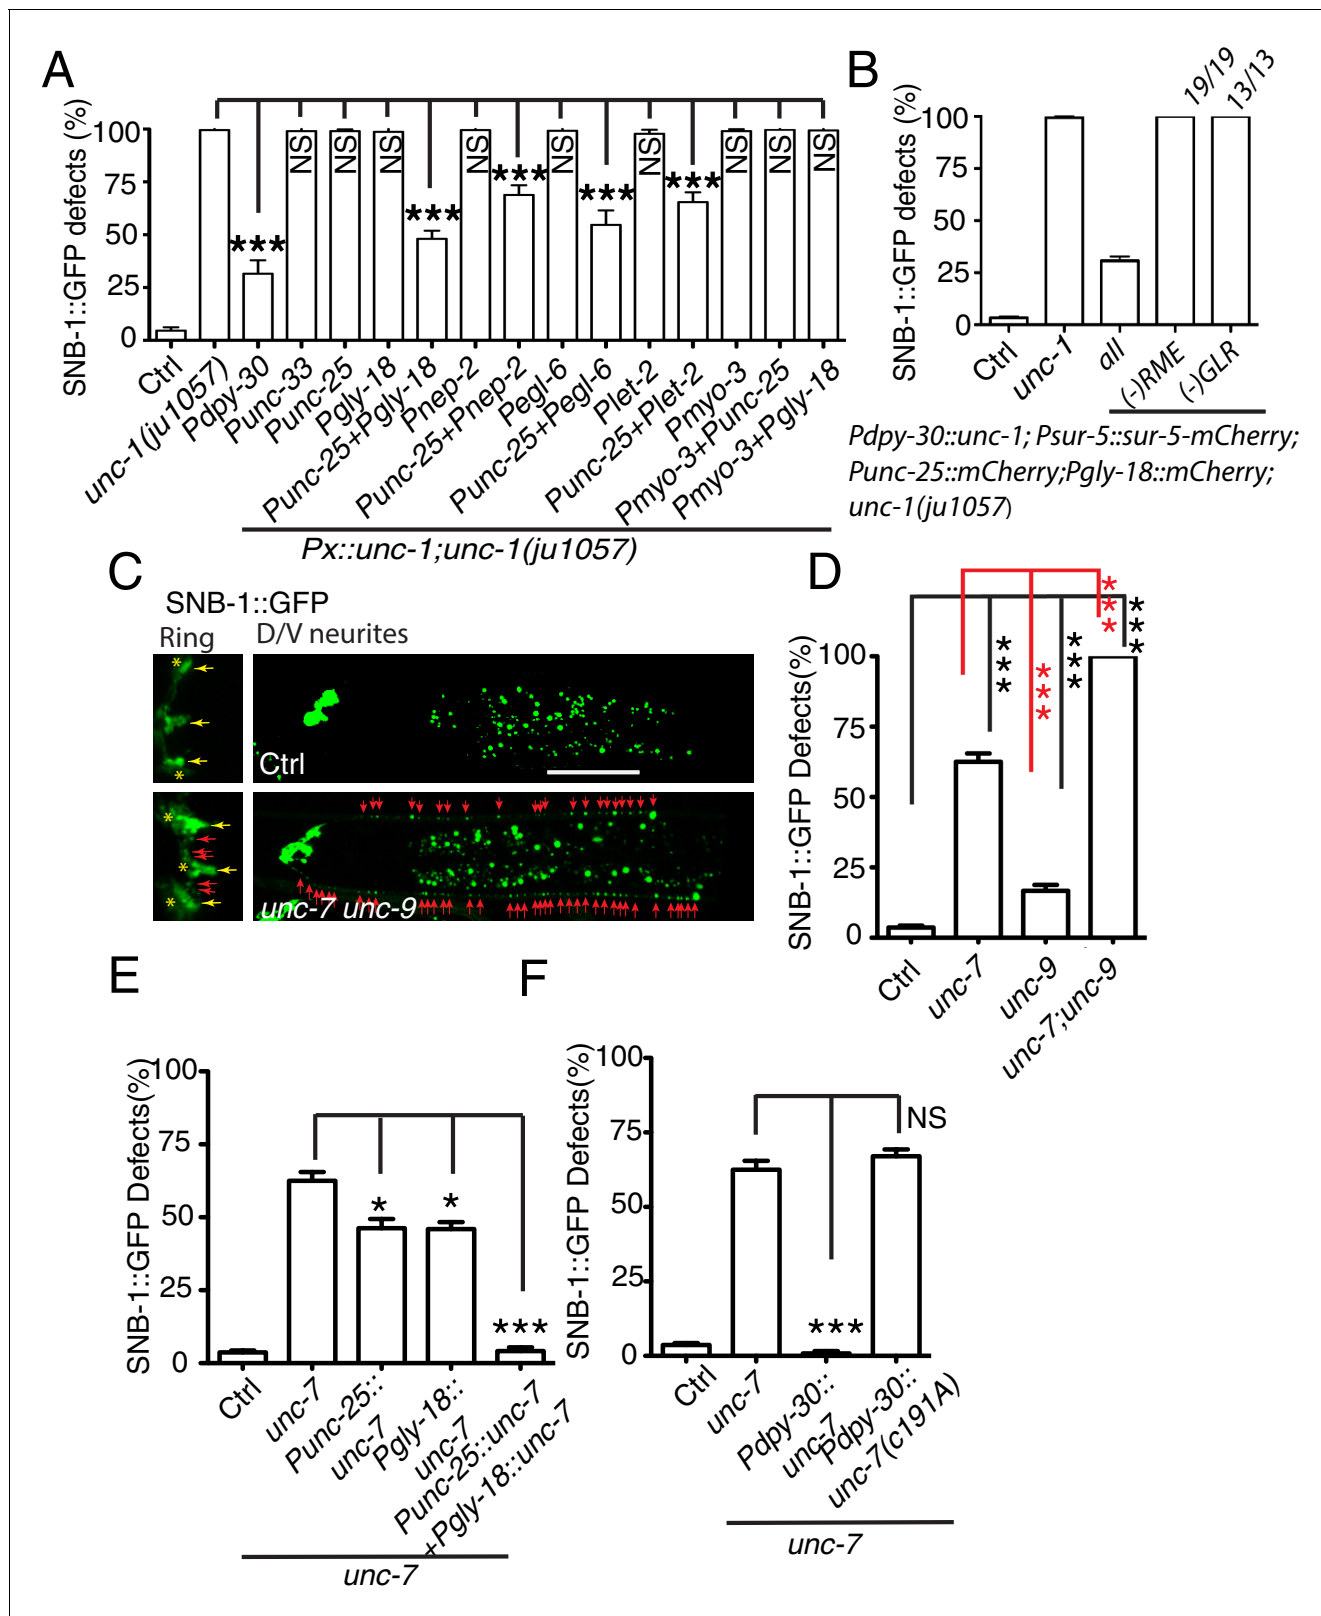 A
SNB-1::GFP defects (%)
100
75
50
25
0
***
NS
NS
NS
***
NS
***
NS
***
NS
***
NS
NS
NS
Ctrl
unc-1(ju1057)
Pdpy-30
Punc-33
Punc-25
Pgly-18
Punc-25+Pgly-18
Pnep-2
Punc-25+Pnep-2
Pegl-6
Punc-25+Pegl-6
Plet-2
Punc-25+Plet-2
Pmyo-3
Pmyo-3+Punc-25
Pmyo-3+Pgly-18
Px::unc-1;unc-1(ju1057)
B
SNB-1::GFP defects (%)
100
75
50
25
0
19/19
13/13
Ctrl
unc-1
all
(-)RME
(-)GLR
Pdpy-30::unc-1; Psur-5::sur-5-mCherry;
Punc-25::mCherry;Pgly-18::mCherry;
unc-1(ju1057)
C
SNB-1::GFP
Ring
D/V neurites
*
*
Ctrl
*
*
*
unc-7 unc-9
D
SNB-1::GFP Defects(%)
100
75
50
25
0
***
***
***
***
***
Ctrl
unc-7
unc-9
unc-7;unc-9
E
SNB-1::GFP Defects(%)
100
75
50
25
0
*
*
***
Ctrl
unc-7
Punc-25::
unc-7
Pgly-18::
unc-7
Punc-25::unc-7
+Pgly-18::unc-7
unc-7
F
SNB-1::GFP Defects(%)
100
75
50
25
0
***
NS
Ctrl
unc-7
Pdpy-30::
unc-7
Pdpy-30::
unc-7(c191A)
unc-7